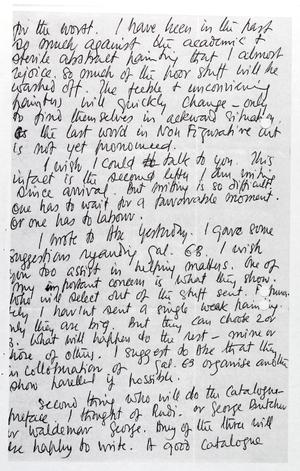 for the worst. I have been in the past
so much against the academic &
sterile abstract painting that I almost
rejoice. So much of the poor stuff will be
washed off. The feeble & unconvincing
painters will quickly change – only
to find themselves in awkward situation,
as the last word in Non Figurative art
is not yet pronounced.
I wish I could talk to you. This
infact is the second letter I am writing
since arrival. But writing is so difficult
one has to wait for a favourable moment.
Or one has to labour.
I wrote to yesterday. I gave some
suggestions regarding Gal. 63. I wish
you too assist in helping matters. One of
my important concern is what they show.
Who will select out of the stuff sent.
I havint sent a single weak painting.
only they are big. But they can choose 2 or
3. What will happen to the rest – mine or
those of others. I suggest to that they
in collaboration of Gal 63 organise another
show parellell if possible.
Second thing who will do the Catalogue
preface. I thought of Rudi. or George Butcher
or Waldemar George. Any of the three will
be happy to write. A good Catalogue